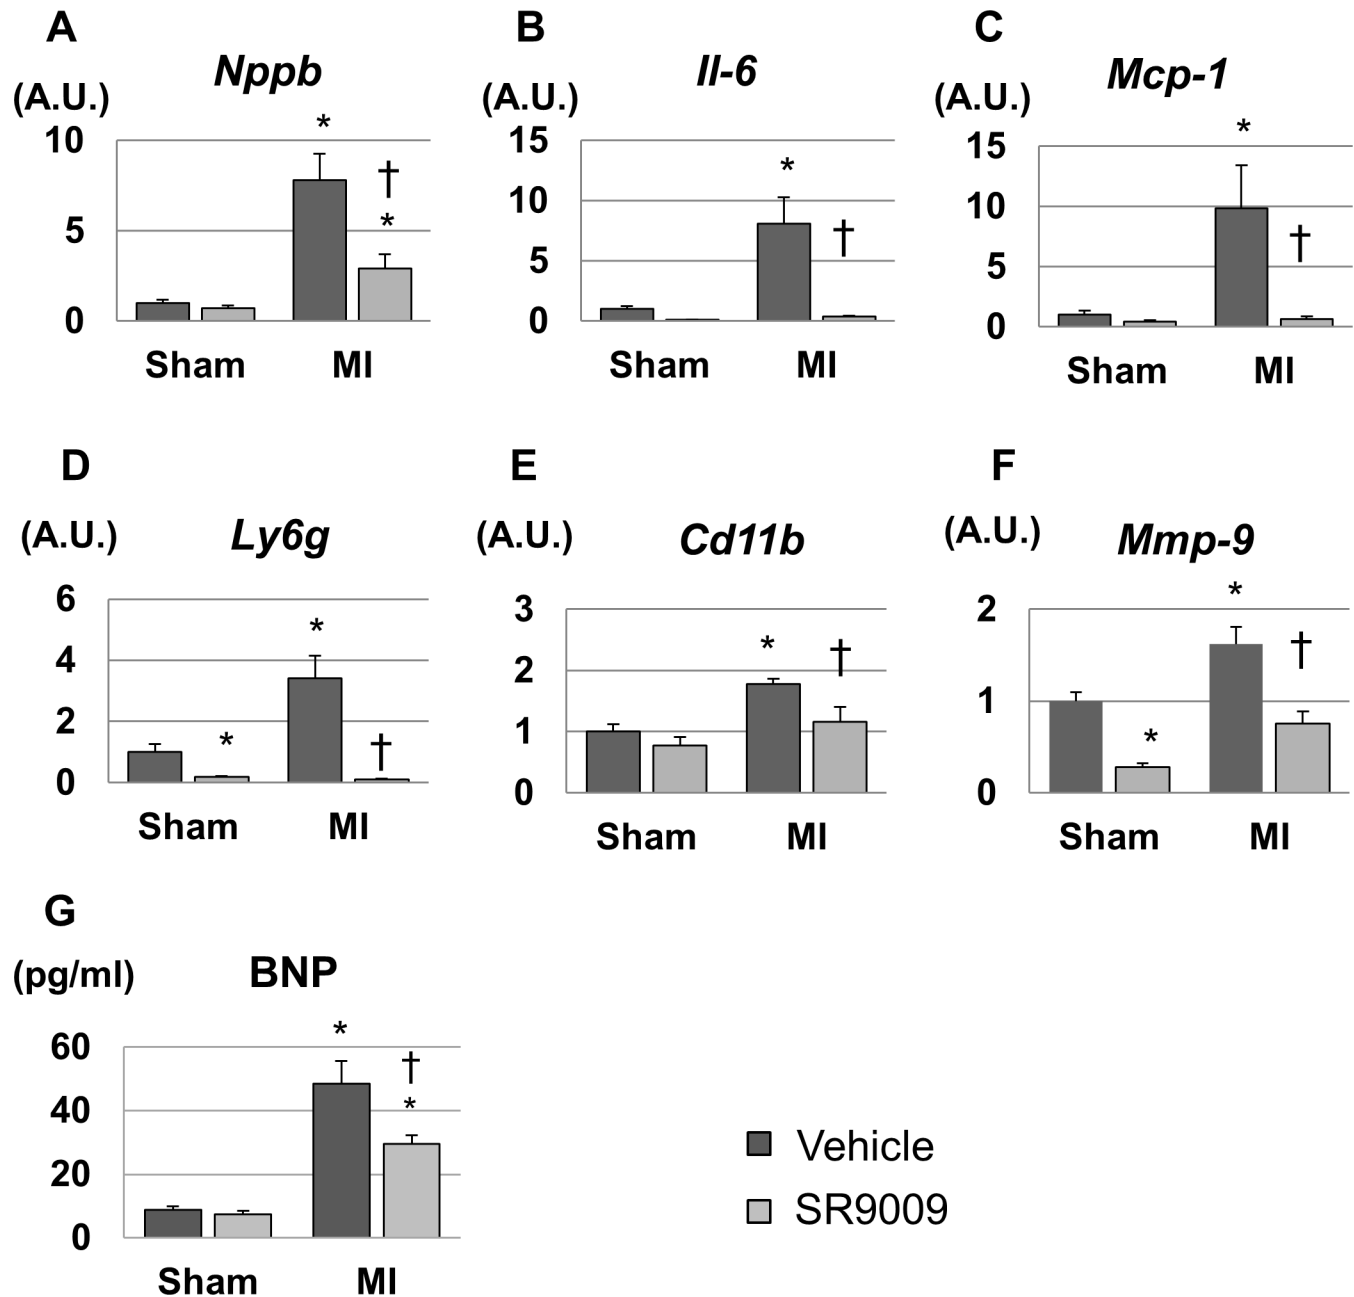 A
Nppb
(A.U.)
10
5
0
*
†
*
Sham MI
B
Il-6
(A.U.)
15
10
5
0
*
†
Sham MI
C
Mcp-1
(A.U.)
15
10
5
0
*
†
Sham MI
D
Ly6g
(A.U.)
6
4
2
0
*
*
†
Sham MI
E
Cd11b
(A.U.)
3
2
1
0
*
†
Sham MI
F
Mmp-9
(A.U.)
2
1
0
*
*
†
Sham MI
G
(pg/ml) BNP
60
40
20
0
*
†
*
Sham MI
Vehicle
SR9009